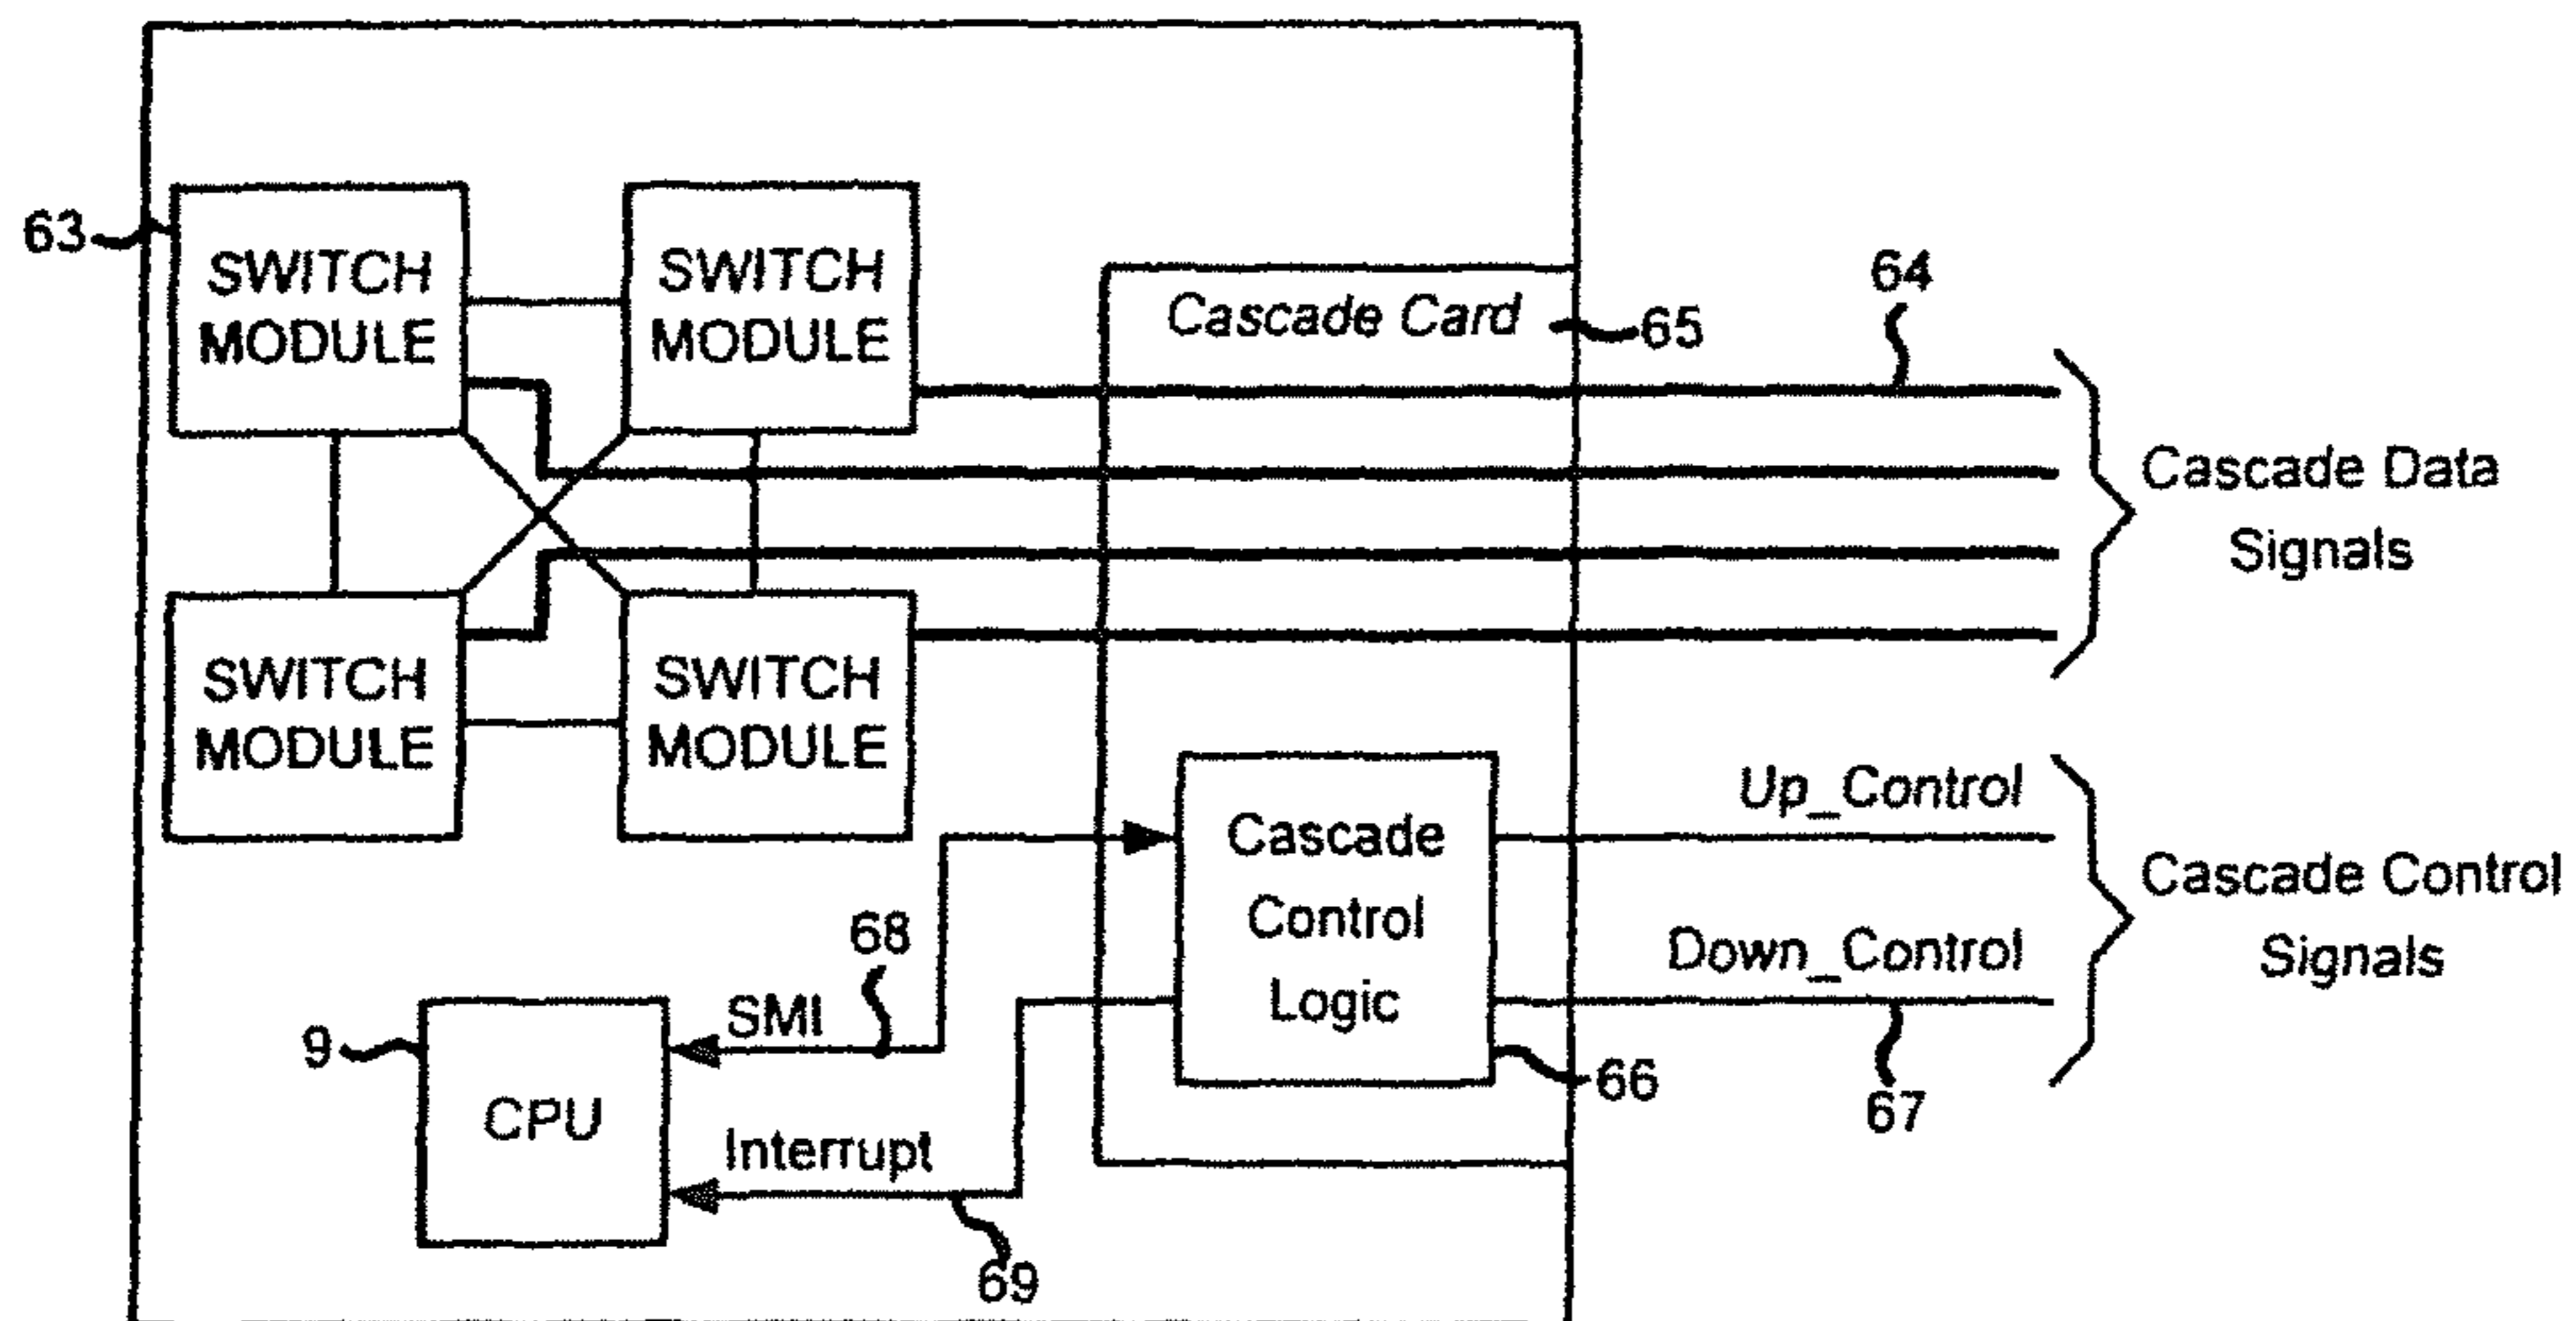 63
SWITCH
MODULE
SWITCH
MODULE
Cascade Card
65
64
Cascade Data
Signals
SWITCH
MODULE
SWITCH
MODULE
Cascade
Control
Logic
Up_Control
Down_Control
Cascade Control
Signals
66
67
68
SMI
9
CPU
Interrupt
69